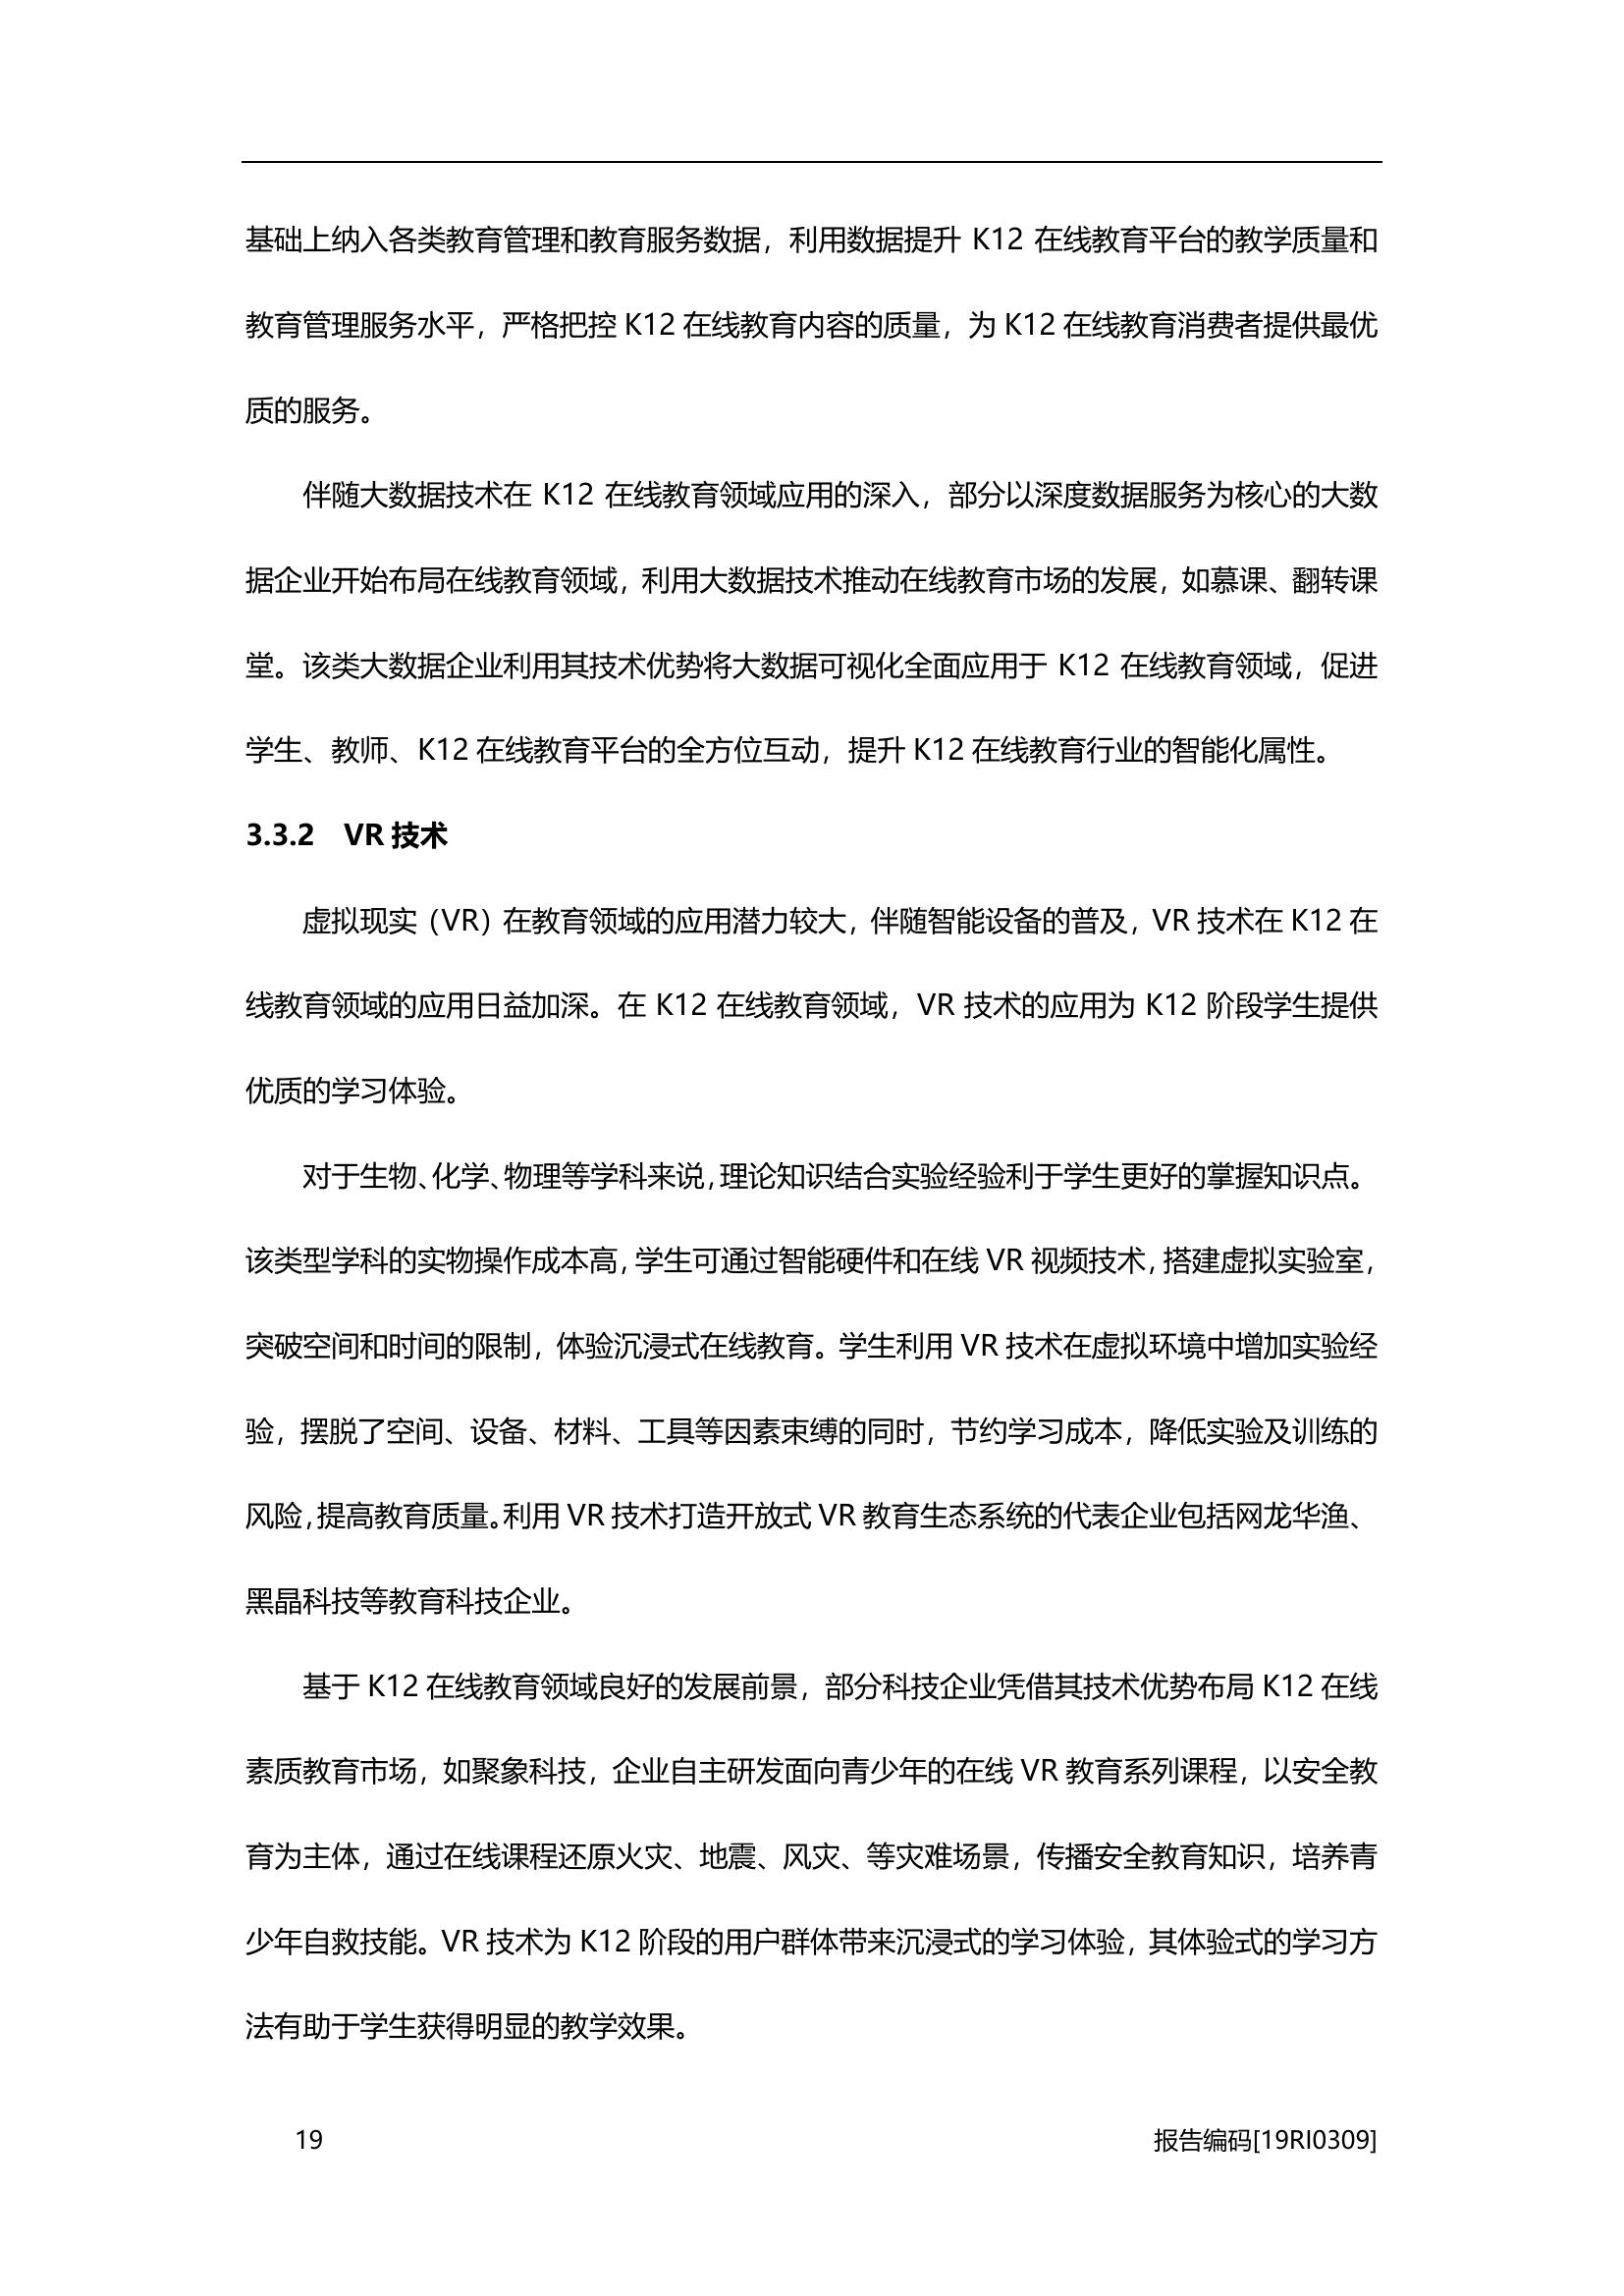 基础上纳入各类教育管理和教育服务数据，利用数据提升 K12 在线教育平台的教学质量和
教育管理服务水平，严格把控 K12 在线教育内容的质量，为 K12 在线教育消费者提供最优
质的服务。
伴随大数据技术在 K12 在线教育领域应用的深入，部分以深度数据服务为核心的大数
据企业开始布局在线教育领域，利用大数据技术推动在线教育市场的发展，如慕课、翻转课
堂。该类大数据企业利用其技术优势将大数据可视化全面应用于 K12 在线教育领域，促进
学生、教师、K12 在线教育平台的全方位互动，提升 K12 在线教育行业的智能化属性。
3.3.2 VR 技术
虚拟现实（VR）在教育领域的应用潜力较大，伴随智能设备的普及，VR 技术在 K12 在
线教育领域的应用日益加深。在 K12 在线教育领域，VR 技术的应用为 K12 阶段学生提供
优质的学习体验。
对于生物、化学、物理等学科来说，理论知识结合实验经验利于学生更好的掌握知识点。
该类型学科的实物操作成本高，学生可通过智能硬件和在线 VR 视频技术，搭建虚拟实验室，
突破空间和时间的限制，体验沉浸式在线教育。学生利用 VR 技术在虚拟环境中增加实验经
验，摆脱了空间、设备、材料、工具等因素束缚的同时，节约学习成本，降低实验及训练的
风险，提高教育质量。利用 VR 技术打造开放式 VR 教育生态系统的代表企业包括网龙华渔、
黑晶科技等教育科技企业。
基于 K12 在线教育领域良好的发展前景，部分科技企业凭借其技术优势布局 K12 在线
素质教育市场，如聚象科技，企业自主研发面向青少年的在线 VR 教育系列课程，以安全教
育为主体，通过在线课程还原火灾、地震、风灾、等灾难场景，传播安全教育知识，培养青
少年自救技能。VR 技术为 K12 阶段的用户群体带来沉浸式的学习体验，其体验式的学习方
法有助于学生获得明显的教学效果。
19 报告编码[19RI0309]